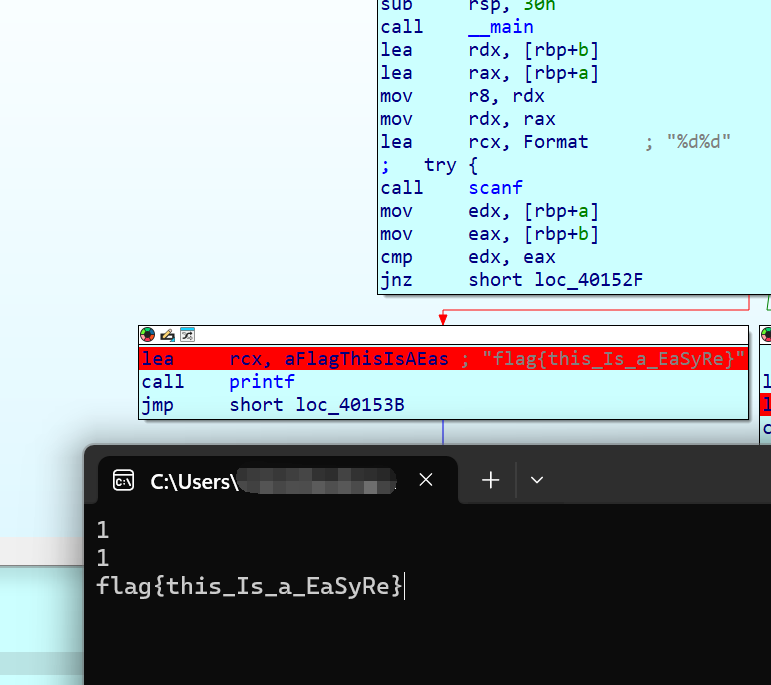 sub rsp, 30h
call __main
lea rdx, [rbp+b]
lea rax, [rbp+a]
mov r8, rdx
mov rdx, rax
lea rcx, Format ; "%d%d"
; try {
call scanf
mov edx, [rbp+a]
mov eax, [rbp+b]
cmp edx, eax
jnz short loc_40152F
lea rcx, aFlagThisIsAEas ; "flag{this_Is_a_EaSyRe}"
call printf
jmp short loc_40153B
C:\Users\
1
1
flag{this_Is_a_EaSyRe}